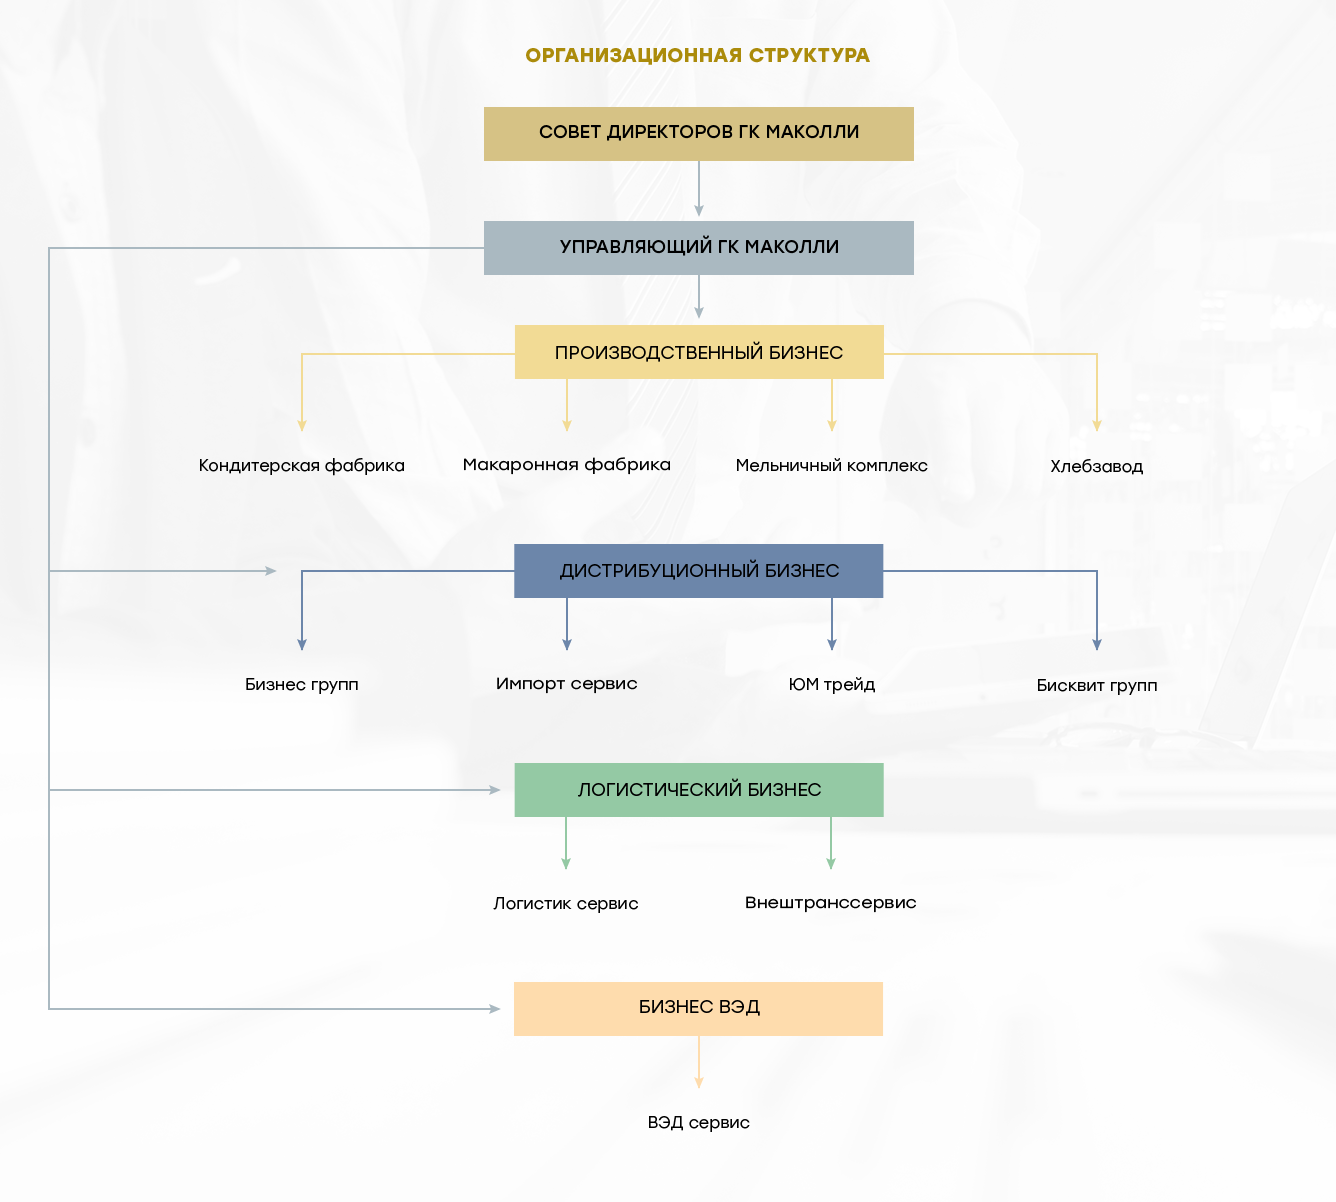 ОРГАНИЗАЦИОННАЯ СТРУКТУРА
СОВЕТ ДИРЕКТОРОВ ГК МАКОЛЛИ
УПРАВЛЯЮЩИЙ ГК МАКОЛЛИ
ПРОИЗВОДСТВЕННЫЙ БИЗНЕС
Кондитерская фабрика
Макаронная фабрика
Мельничный комплекс
Хлебзавод
ДИСТРИБУЦИОННЫЙ БИЗНЕС
Бизнес групп
Импорт сервис
ЮМ трейд
Бисквит групп
ЛОГИСТИЧЕСКИЙ БИЗНЕС
Логистик сервис
Внештранссервис
БИЗНЕС ВЭД
ВЭД сервис